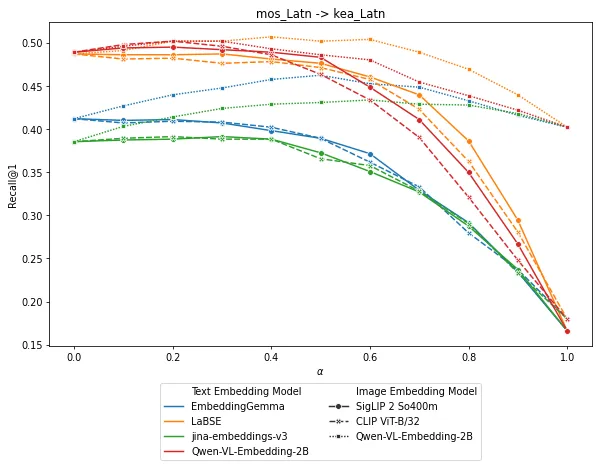 mos_Latn -> kea_Latn
Recall@1
0.50
0.45
0.40
0.35
0.30
0.25
0.20
0.15
0.0 0.2 0.4 0.6 0.8 1.0
α
Text Embedding Model Image Embedding Model
EmbeddingGemma SigLIP 2 So400m
LaBSE CLIP ViT-B/32
jina-embeddings-v3 Qwen-VL-Embedding-2B
Qwen-VL-Embedding-2B